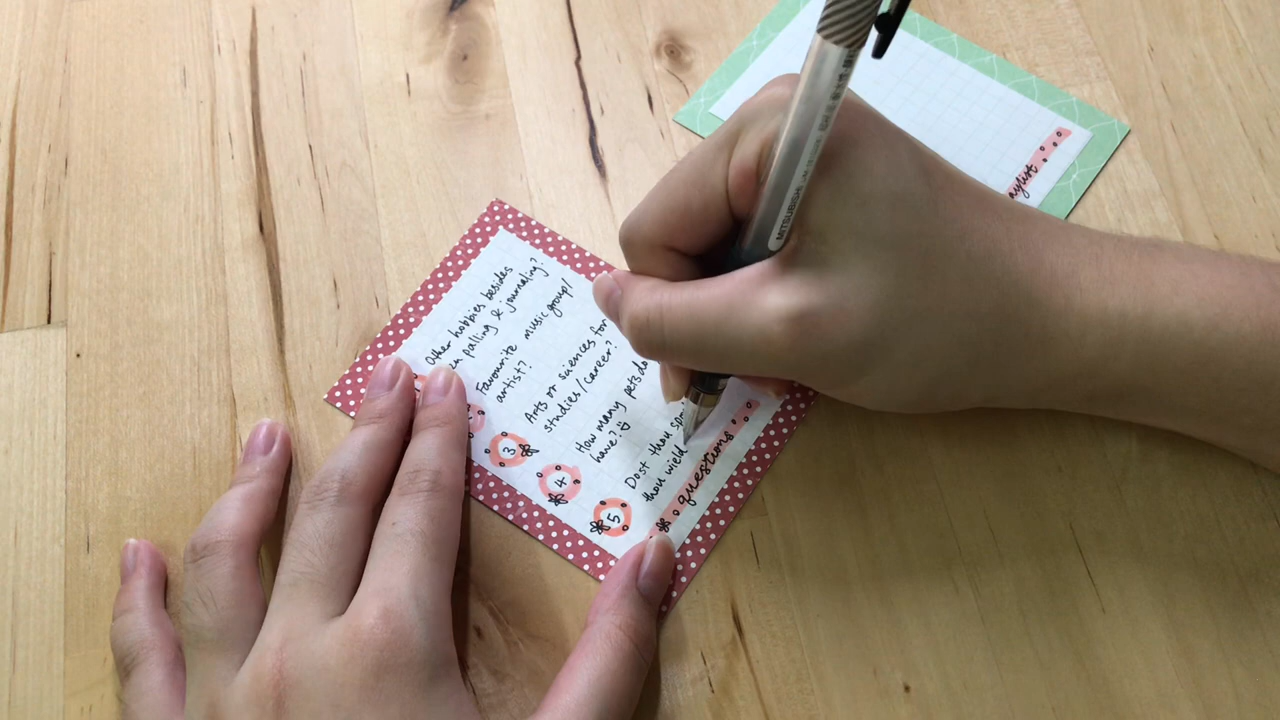 Other hobbies besides
palling & journaling?
Favourite music group/
artist?
3
Arts or sciences for
studies/career?
4
How many pets do
have?
5
Dost thou
thou wield
questions
MITSUBISHI